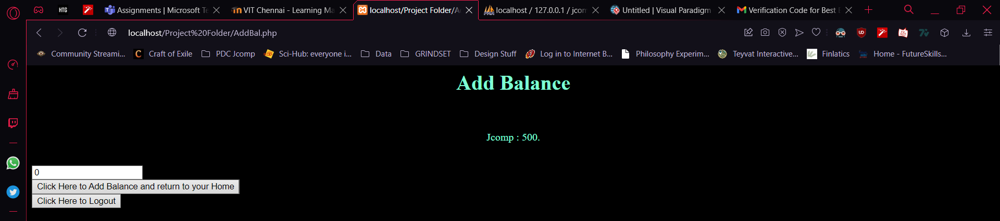 HTG
Assignments | Microsoft Te
VIT Chennai - Learning Ma
localhost/Project Folder/A
localhost / 127.0.0.1 / jcom
Untitled | Visual Paradigm
Verification Code for Best
localhost/Project%20Folder/AddBal.php
Community Streami...
Craft of Exile
PDC Jcomp
Sci-Hub: everyone i...
Data
GRINDSET
Design Stuff
Log in to Internet B...
Philosophy Experim...
Teyvat Interactive...
Finlatics
Home - FutureSkills...
Add Balance
Jcomp : 500.
0
Click Here to Add Balance and return to your Home
Click Here to Logout